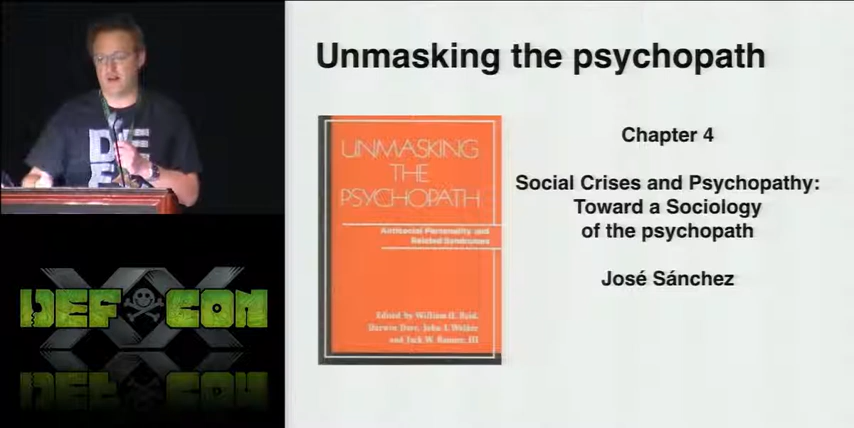 Unmasking the psychopath
UNMASKING
THE
PSYCHOPATH
Antisocial Personality and
Related Syndromes
Edited by William H. Reid,
Darwin Dorr, John I. Walker
and Jack W. Bonner, III
Chapter 4
Social Crises and Psychopathy:
Toward a Sociology
of the psychopath
José Sánchez
DE
DEF CON
XX